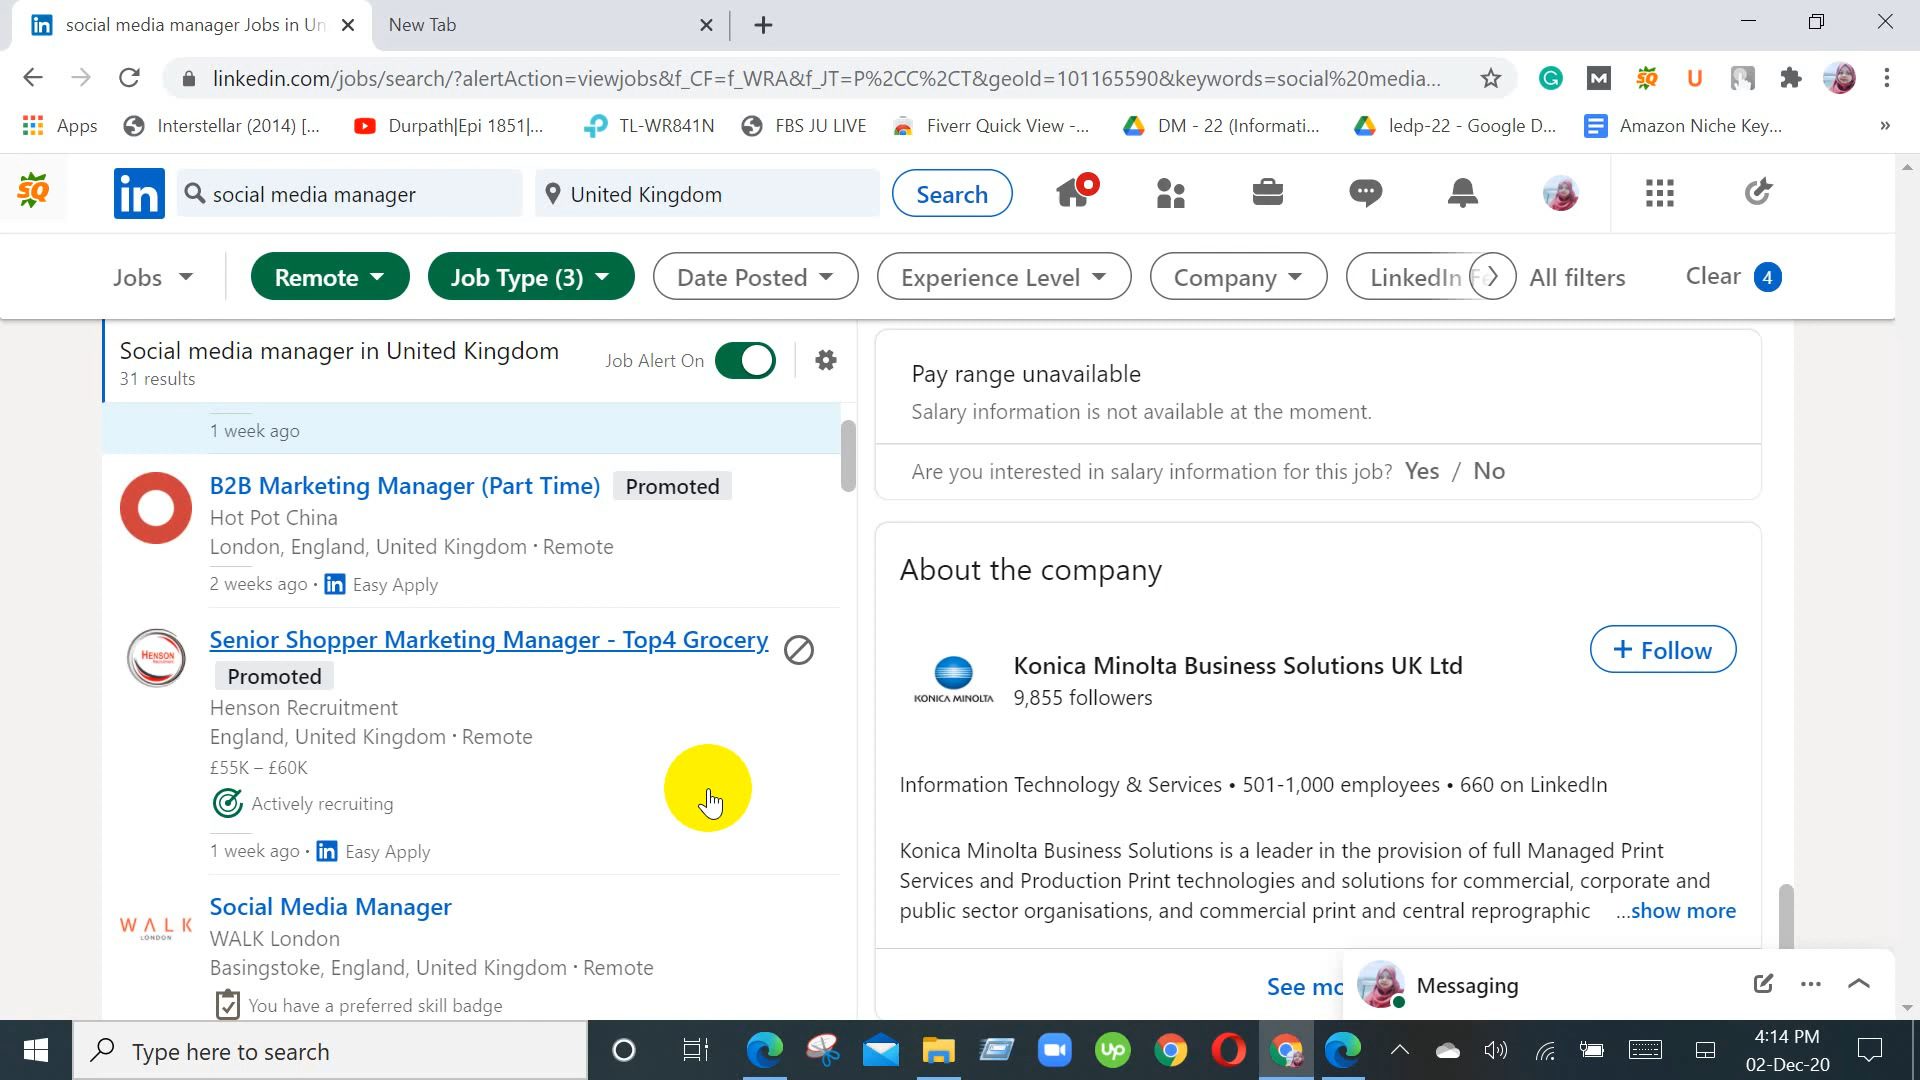 social media manager Jobs in Un
New Tab
linkedin.com/jobs/search/?alertAction=viewjobs&f_CF=f_WRA&f_JT=P%2CC%2CT&geoId=101165590&keywords=social%20media...
Apps
Interstellar (2014) [...
Durpath|Epi 1851|...
TL-WR841N
FBS JU LIVE
Fiverr Quick View -...
DM - 22 (Informati...
ledp-22 - Google D...
Amazon Niche Key...
»
SQ
in
social media manager
United Kingdom
Search
Jobs
Remote
Job Type (3)
Date Posted
Experience Level
Company
LinkedIn Fe
All filters
Clear 4
Social media manager in United Kingdom
31 results
Job Alert On
1 week ago
B2B Marketing Manager (Part Time) Promoted
Hot Pot China
London, England, United Kingdom · Remote
2 weeks ago · in Easy Apply
HENSON
Senior Shopper Marketing Manager - Top4 Grocery
Promoted
Henson Recruitment
England, United Kingdom · Remote
£55K – £60K
Actively recruiting
1 week ago · in Easy Apply
WALK
LONDON
Social Media Manager
WALK London
Basingstoke, England, United Kingdom · Remote
You have a preferred skill badge
Pay range unavailable
Salary information is not available at the moment.
Are you interested in salary information for this job? Yes / No
About the company
KONICA MINOLTA
Konica Minolta Business Solutions UK Ltd
9,855 followers
+ Follow
Information Technology & Services • 501-1,000 employees • 660 on LinkedIn
Konica Minolta Business Solutions is a leader in the provision of full Managed Print
Services and Production Print technologies and solutions for commercial, corporate and
public sector organisations, and commercial print and central reprographic ...show more
See mo
Messaging
Type here to search
up
4:14 PM
02-Dec-20